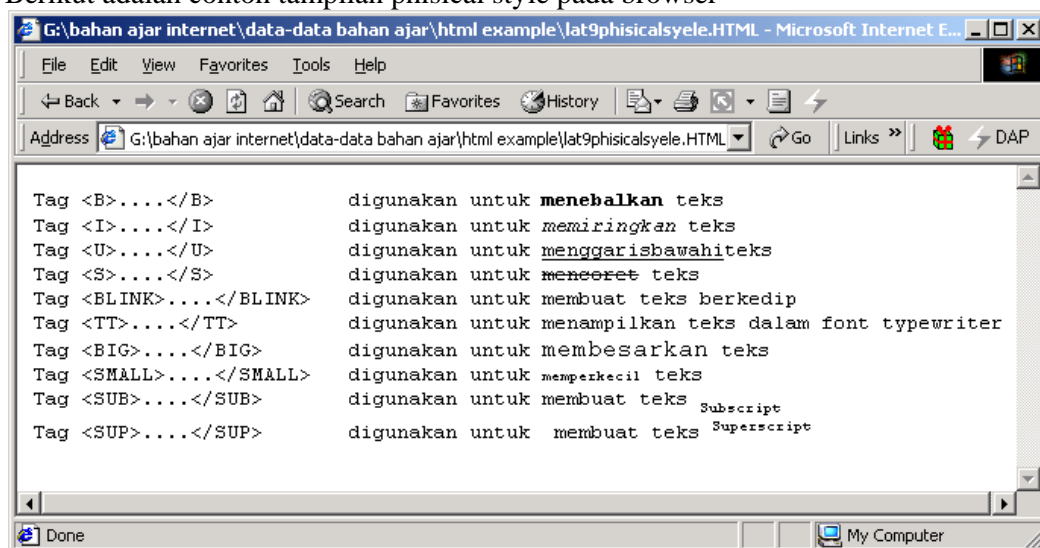 Berikut adalah contoh tampilan phisical style pada browser
G:\bahan ajar internet\data-data bahan ajar\html example\lat9phisicalsyele.HTML - Microsoft Internet E...
File Edit View Favorites Tools Help
Back Search Favorites History
Address G:\bahan ajar internet\data-data bahan ajar\html example\lat9phisicalsyele.HTML Go Links » DAP
Tag <B>....</B> digunakan untuk menebalkan teks
Tag <I>....</I> digunakan untuk memiringkan teks
Tag <U>....</U> digunakan untuk menggarisbawahiteks
Tag <S>....</S> digunakan untuk mencoret teks
Tag <BLINK>....</BLINK> digunakan untuk membuat teks berkedip
Tag <TT>....</TT> digunakan untuk menampilkan teks dalam font typewriter
Tag <BIG>....</BIG> digunakan untuk membesarkan teks
Tag <SMALL>....</SMALL> digunakan untuk memperkecil teks
Tag <SUB>....</SUB> digunakan untuk membuat teks Subscript
Tag <SUP>....</SUP> digunakan untuk membuat teks Superscript
Done My Computer